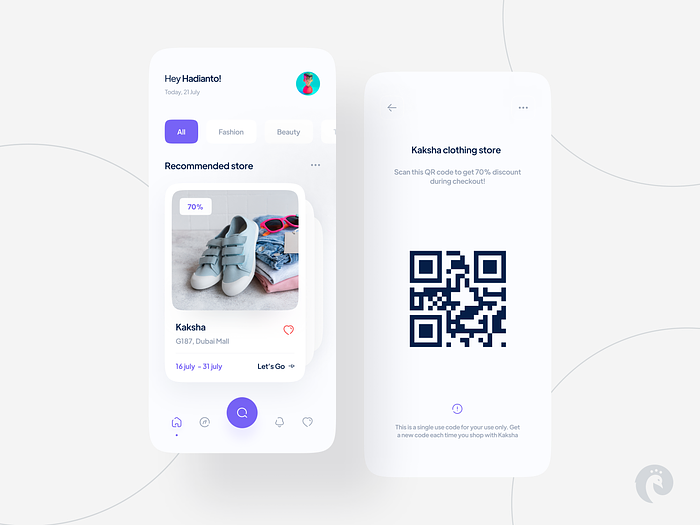 Hey Hadianto!
Today, 21 July
All
Fashion
Beauty
Recommended store
70%
Kaksha
G187, Dubai Mall
16 july - 31 july
Let's Go
Kaksha clothing store
Scan this QR code to get 70% discount
during checkout!
This is a single use code for your use only. Get
a new code each time you shop with Kaksha